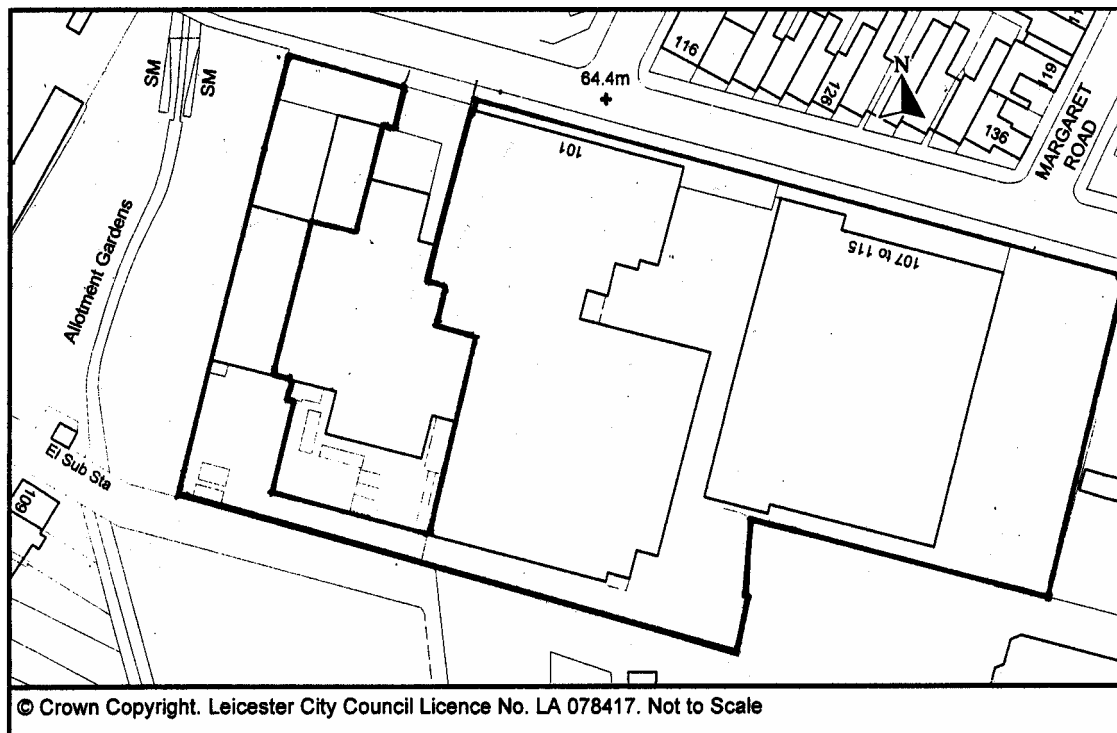 SM
SM
116
64.4m
126
N
119
136
MARGARET
ROAD
101
107 to 115
Allotment Gardens
El Sub Sta
109
© Crown Copyright. Leicester City Council Licence No. LA 078417. Not to Scale